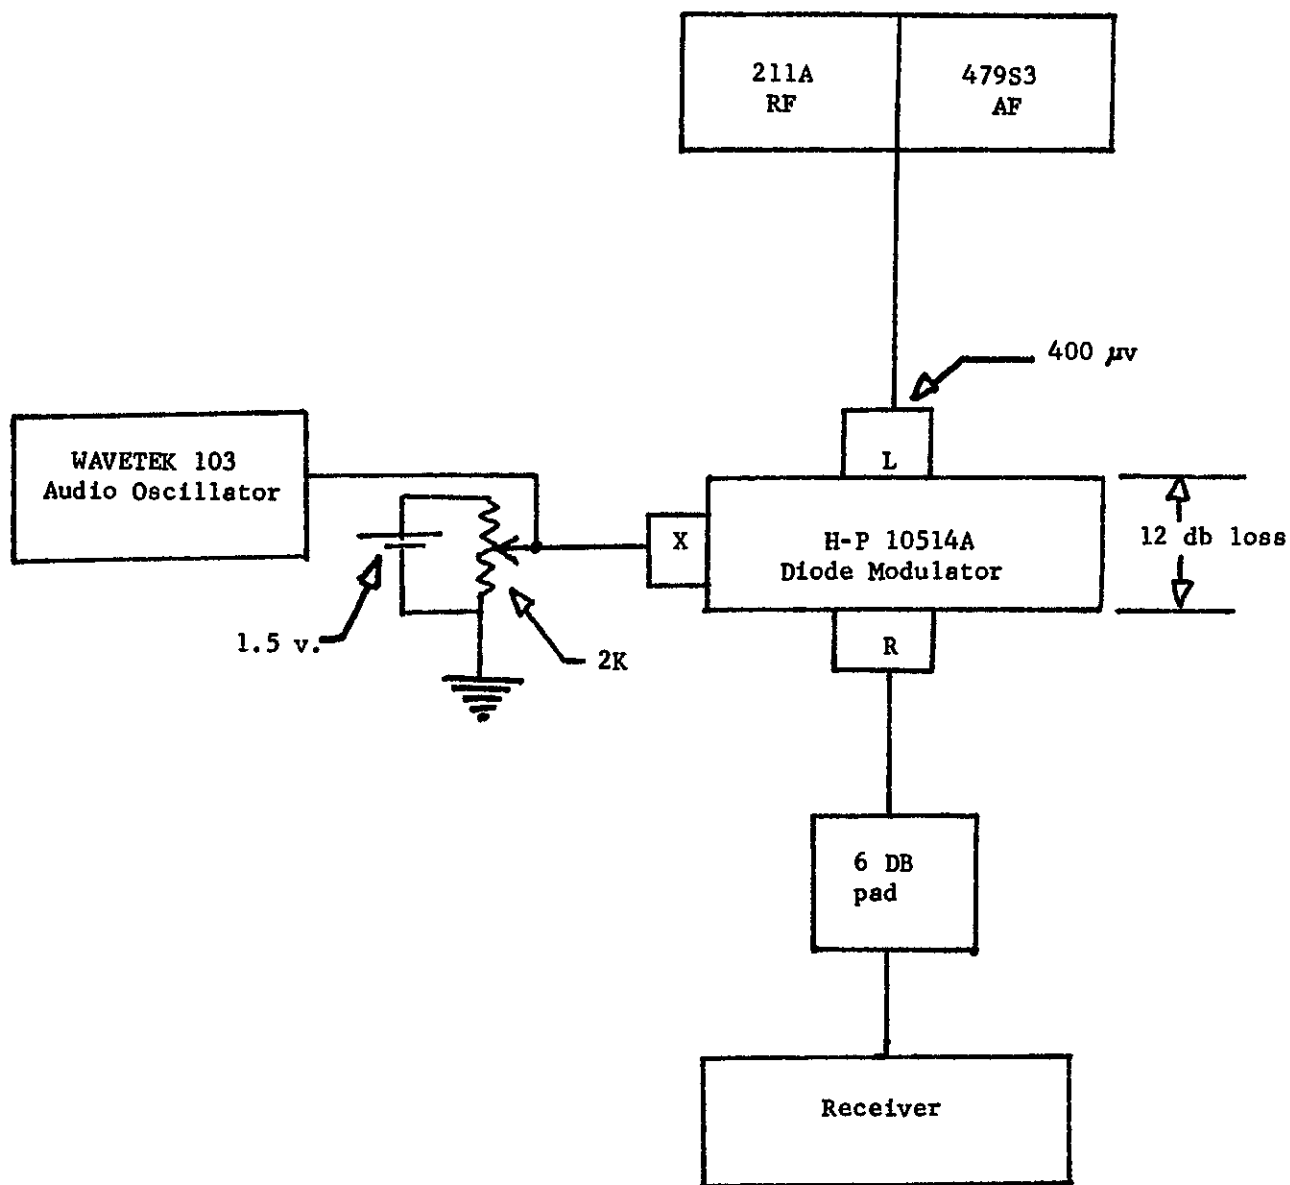 211A
RF
479S3
AF
400 μv
WAVETEK 103
Audio Oscillator
L
X
H-P 10514A
Diode Modulator
12 db loss
1.5 v.
2K
R
6 DB
pad
Receiver